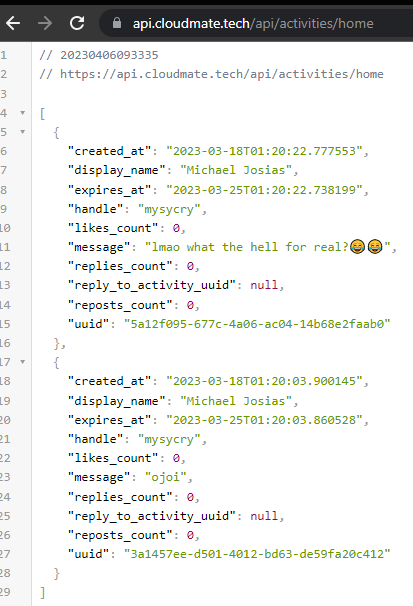 api.cloudmate.tech/api/activities/home
1 // 20230406093335
2 // https://api.cloudmate.tech/api/activities/home
3
4 [
5 {
6 "created_at": "2023-03-18T01:20:22.777553",
7 "display_name": "Michael Josias",
8 "expires_at": "2023-03-25T01:20:22.738199",
9 "handle": "mysycry",
10 "likes_count": 0,
11 "message": "lmao what the hell for real?😂😂",
12 "replies_count": 0,
13 "reply_to_activity_uuid": null,
14 "reposts_count": 0,
15 "uuid": "5a12f095-677c-4a06-ac04-14b68e2faab0"
16 },
17 {
18 "created_at": "2023-03-18T01:20:03.900145",
19 "display_name": "Michael Josias",
20 "expires_at": "2023-03-25T01:20:03.860528",
21 "handle": "mysycry",
22 "likes_count": 0,
23 "message": "ojoi",
24 "replies_count": 0,
25 "reply_to_activity_uuid": null,
26 "reposts_count": 0,
27 "uuid": "3a1457ee-d501-4012-bd63-de59fa20c412"
28 }
29 ]